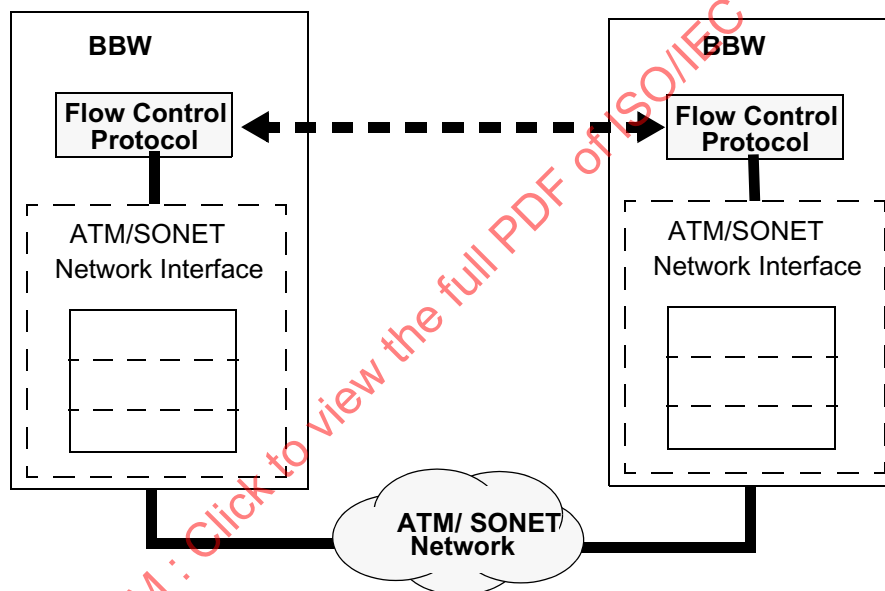 BBW
Flow Control
Protocol
ATM/SONET
Network Interface
BBW
Flow Control
Protocol
ATM/SONET
Network Interface
ATM/ SONET
Network
M : Click to view the full PDF of ISO/IEC